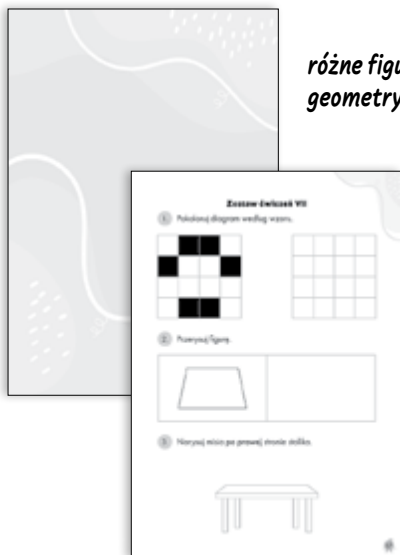 różne figu
geometry
Zestaw ćwiczeń VII
1. Pokoloruj diagram według wzoru.
2. Przerysuj figurę.
3. Narysuj misia po prawej stronie stolika.